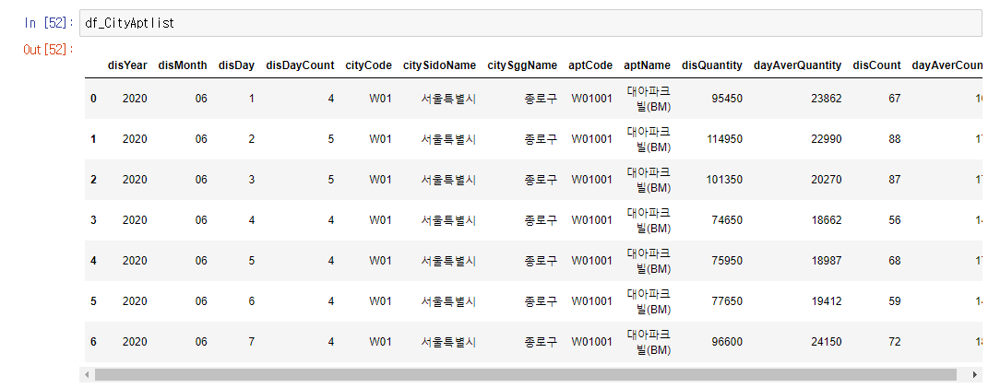 In [52]: df_CityAptlist
Out[52]:
disYear disMonth disDay disDayCount cityCode citySidoName citySggName aptCode aptName disQuantity dayAverQuantity disCount dayAverCoun
0 2020 06 1 4 W01 서울특별시 종로구 W01001 대아파크 빌(BM) 95450 23862 67
1 2020 06 2 5 W01 서울특별시 종로구 W01001 대아파크 빌(BM) 114950 22990 88
2 2020 06 3 5 W01 서울특별시 종로구 W01001 대아파크 빌(BM) 101350 20270 87
3 2020 06 4 4 W01 서울특별시 종로구 W01001 대아파크 빌(BM) 74650 18662 56
4 2020 06 5 4 W01 서울특별시 종로구 W01001 대아파크 빌(BM) 75950 18987 68
5 2020 06 6 4 W01 서울특별시 종로구 W01001 대아파크 빌(BM) 77650 19412 59
6 2020 06 7 4 W01 서울특별시 종로구 W01001 대아파크 빌(BM) 96600 24150 72